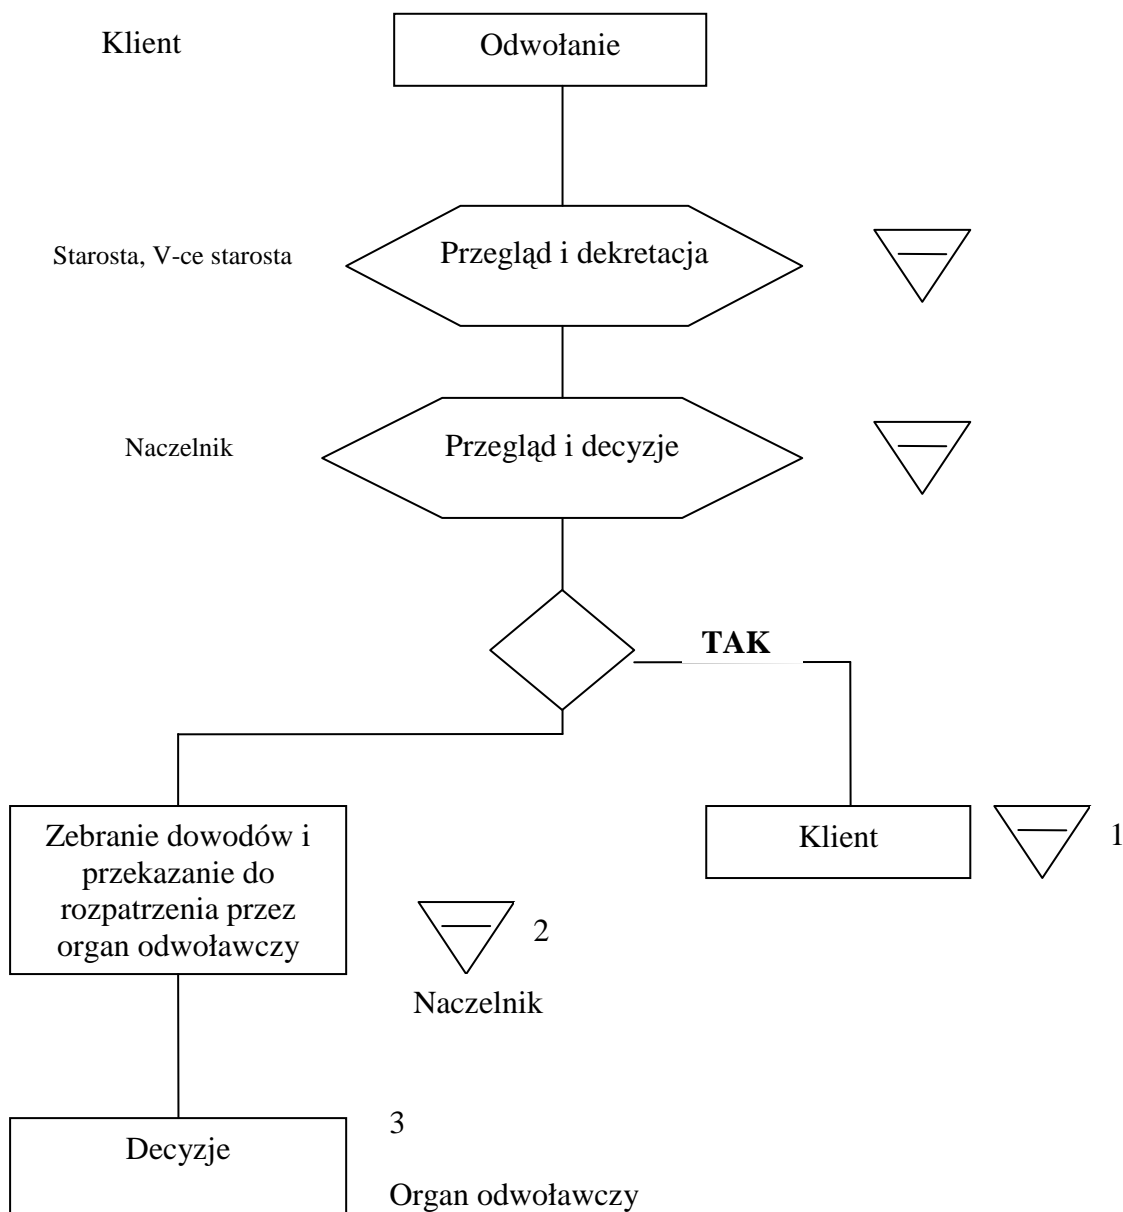 Klient
Odwołanie
Starosta, V-ce starosta
Przegląd i dekretacja
Naczelnik
Przegląd i decyzje
TAK
Zebranie dowodów i
przekazanie do
rozpatrzenia przez
organ odwoławczy
2
Naczelnik
Klient
1
Decyzje
3
Organ odwoławczy